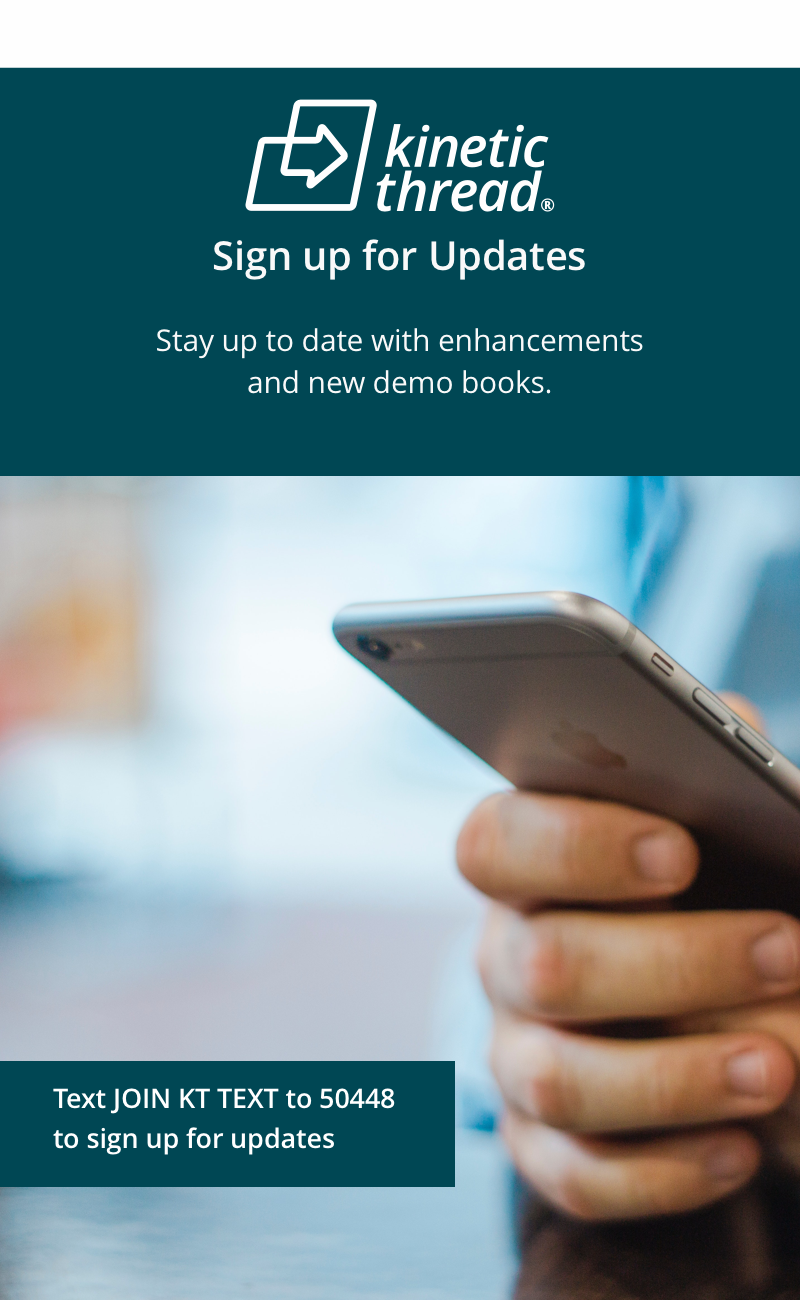 kinetic
thread®
Sign up for Updates
Stay up to date with enhancements
and new demo books.
Text JOIN KT TEXT to 50448
to sign up for updates